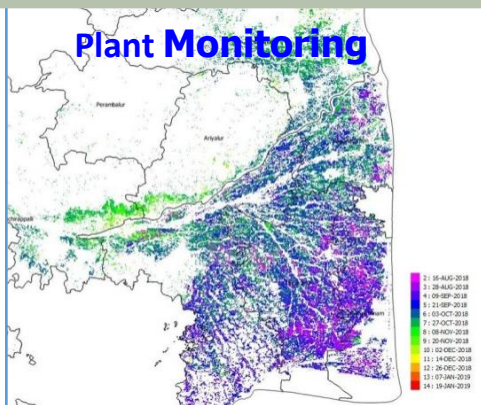 Plant Monitoring
Perambalur
Ariyalur
2 : 16-AUG-2018
3 : 28-AUG-2018
4 : 09-SEP-2018
5 : 21-SEP-2018
6 : 03-OCT-2018
7 : 27-OCT-2018
8 : 08-NOV-2018
9 : 20-NOV-2018
10 : 02-DEC-2018
11 : 14-DEC-2018
12 : 26-DEC-2018
13 : 07-JAN-2019
14 : 19-JAN-2019